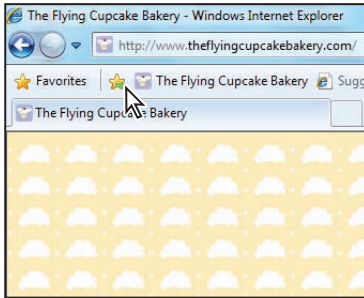 The Flying Cupcake Bakery - Windows Internet Explorer
http://www.theflyingcupcakebakery.com/
Favorites The Flying Cupcake Bakery Sugg
The Flying Cupcake Bakery